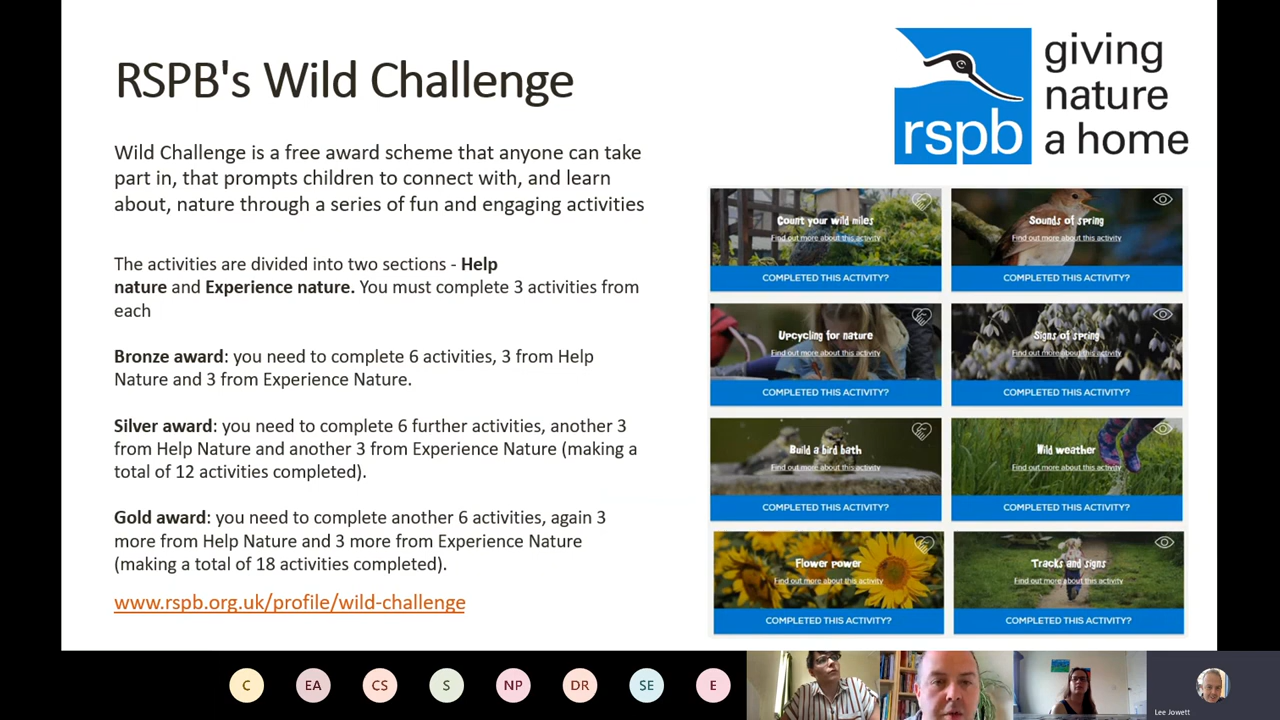 RSPB's Wild Challenge
giving
nature
a home
rspb
Wild Challenge is a free award scheme that anyone can take
part in, that prompts children to connect with, and learn
about, nature through a series of fun and engaging activities
The activities are divided into two sections - Help
nature and Experience nature. You must complete 3 activities from
each
Bronze award: you need to complete 6 activities, 3 from Help
Nature and 3 from Experience Nature.
Silver award: you need to complete 6 further activities, another 3
from Help Nature and another 3 from Experience Nature (making a
total of 12 activities completed).
Gold award: you need to complete another 6 activities, again 3
more from Help Nature and 3 more from Experience Nature
(making a total of 18 activities completed).
www.rspb.org.uk/profile/wild-challenge
Count your wild miles
Find out more about this activity
COMPLETED THIS ACTIVITY?
Sounds of spring
Find out more about this activity
COMPLETED THIS ACTIVITY?
Upcycling for nature
Find out more about this activity
COMPLETED THIS ACTIVITY?
Signs of spring
Find out more about this activity
COMPLETED THIS ACTIVITY?
Build a bird bath
Find out more about this activity
COMPLETED THIS ACTIVITY?
Wild weather
Find out more about this activity
COMPLETED THIS ACTIVITY?
Flower power
Find out more about this activity
COMPLETED THIS ACTIVITY?
Tracks and signs
Find out more about this activity
COMPLETED THIS ACTIVITY?
C
EA
CS
S
NP
DR
SE
E
Lee Jowett